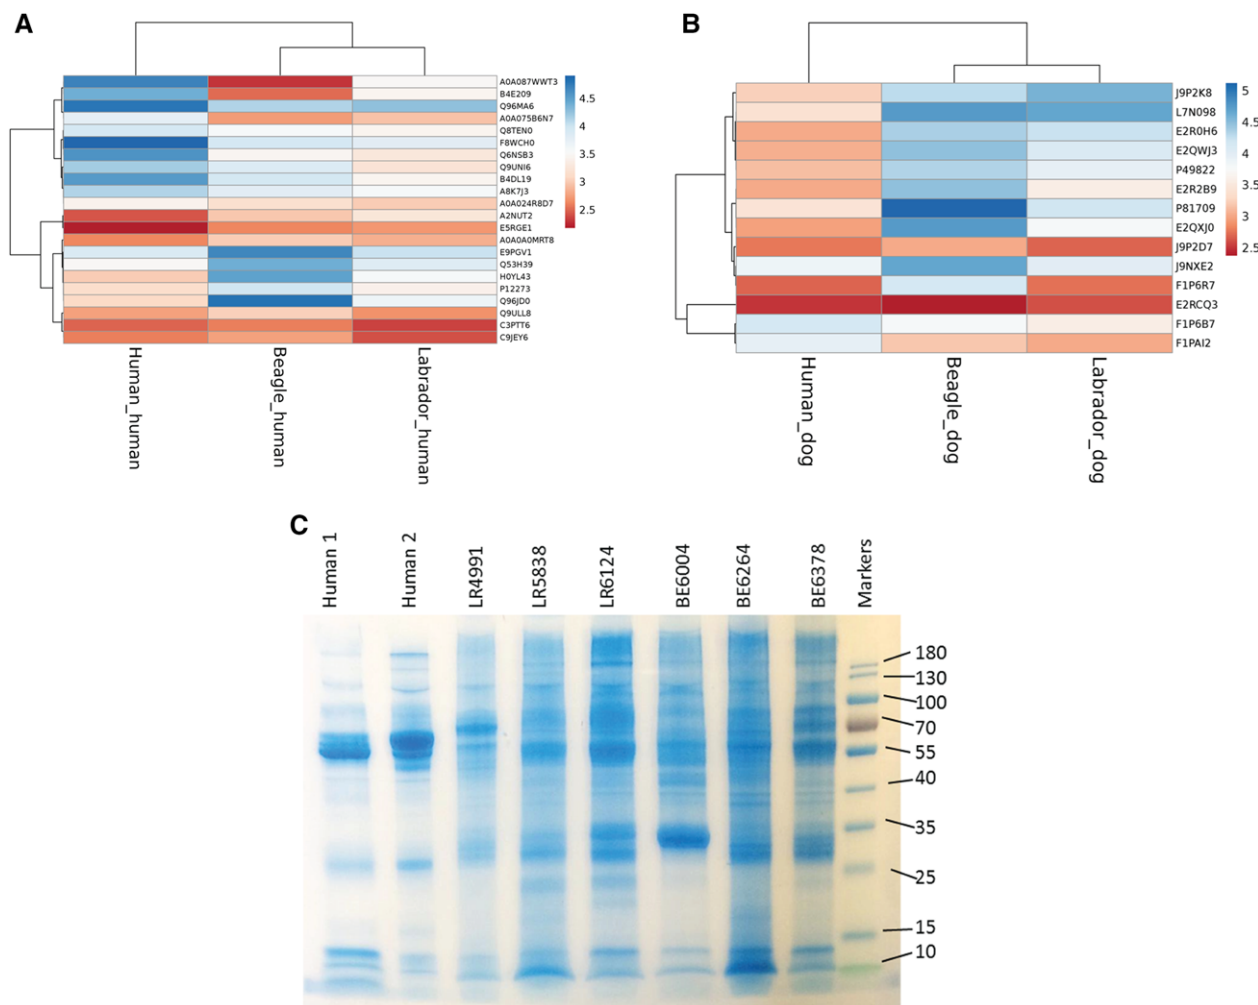 A
A0A087WWT3
B4E209
Q96MA6
A0A075B6N7
Q8TEN0
F8WCH0
Q6NSB3
Q9UNI6
B4DL19
A8K7J3
A0A024R8D7
A2NUT2
E5RGE1
A0A0A0MRT8
E9PGV1
Q53H39
H0YL43
P12273
Q96JD0
Q9ULL8
C3PTT6
C9JEY6
4.5
4
3.5
3
2.5
Human_human
Beagle_human
Labrador_human
B
J9P2K8
L7N098
E2R0H6
E2QWJ3
P49822
E2R2B9
P81709
E2QXJ0
J9P2D7
J9NXE2
F1P6R7
E2RCQ3
F1P6B7
F1PAI2
5
4.5
4
3.5
3
2.5
Human_dog
Beagle_dog
Labrador_dog
C
Human 1
Human 2
LR4991
LR5838
LR6124
BE6004
BE6264
BE6378
Markers
180
130
100
70
55
40
35
25
15
10